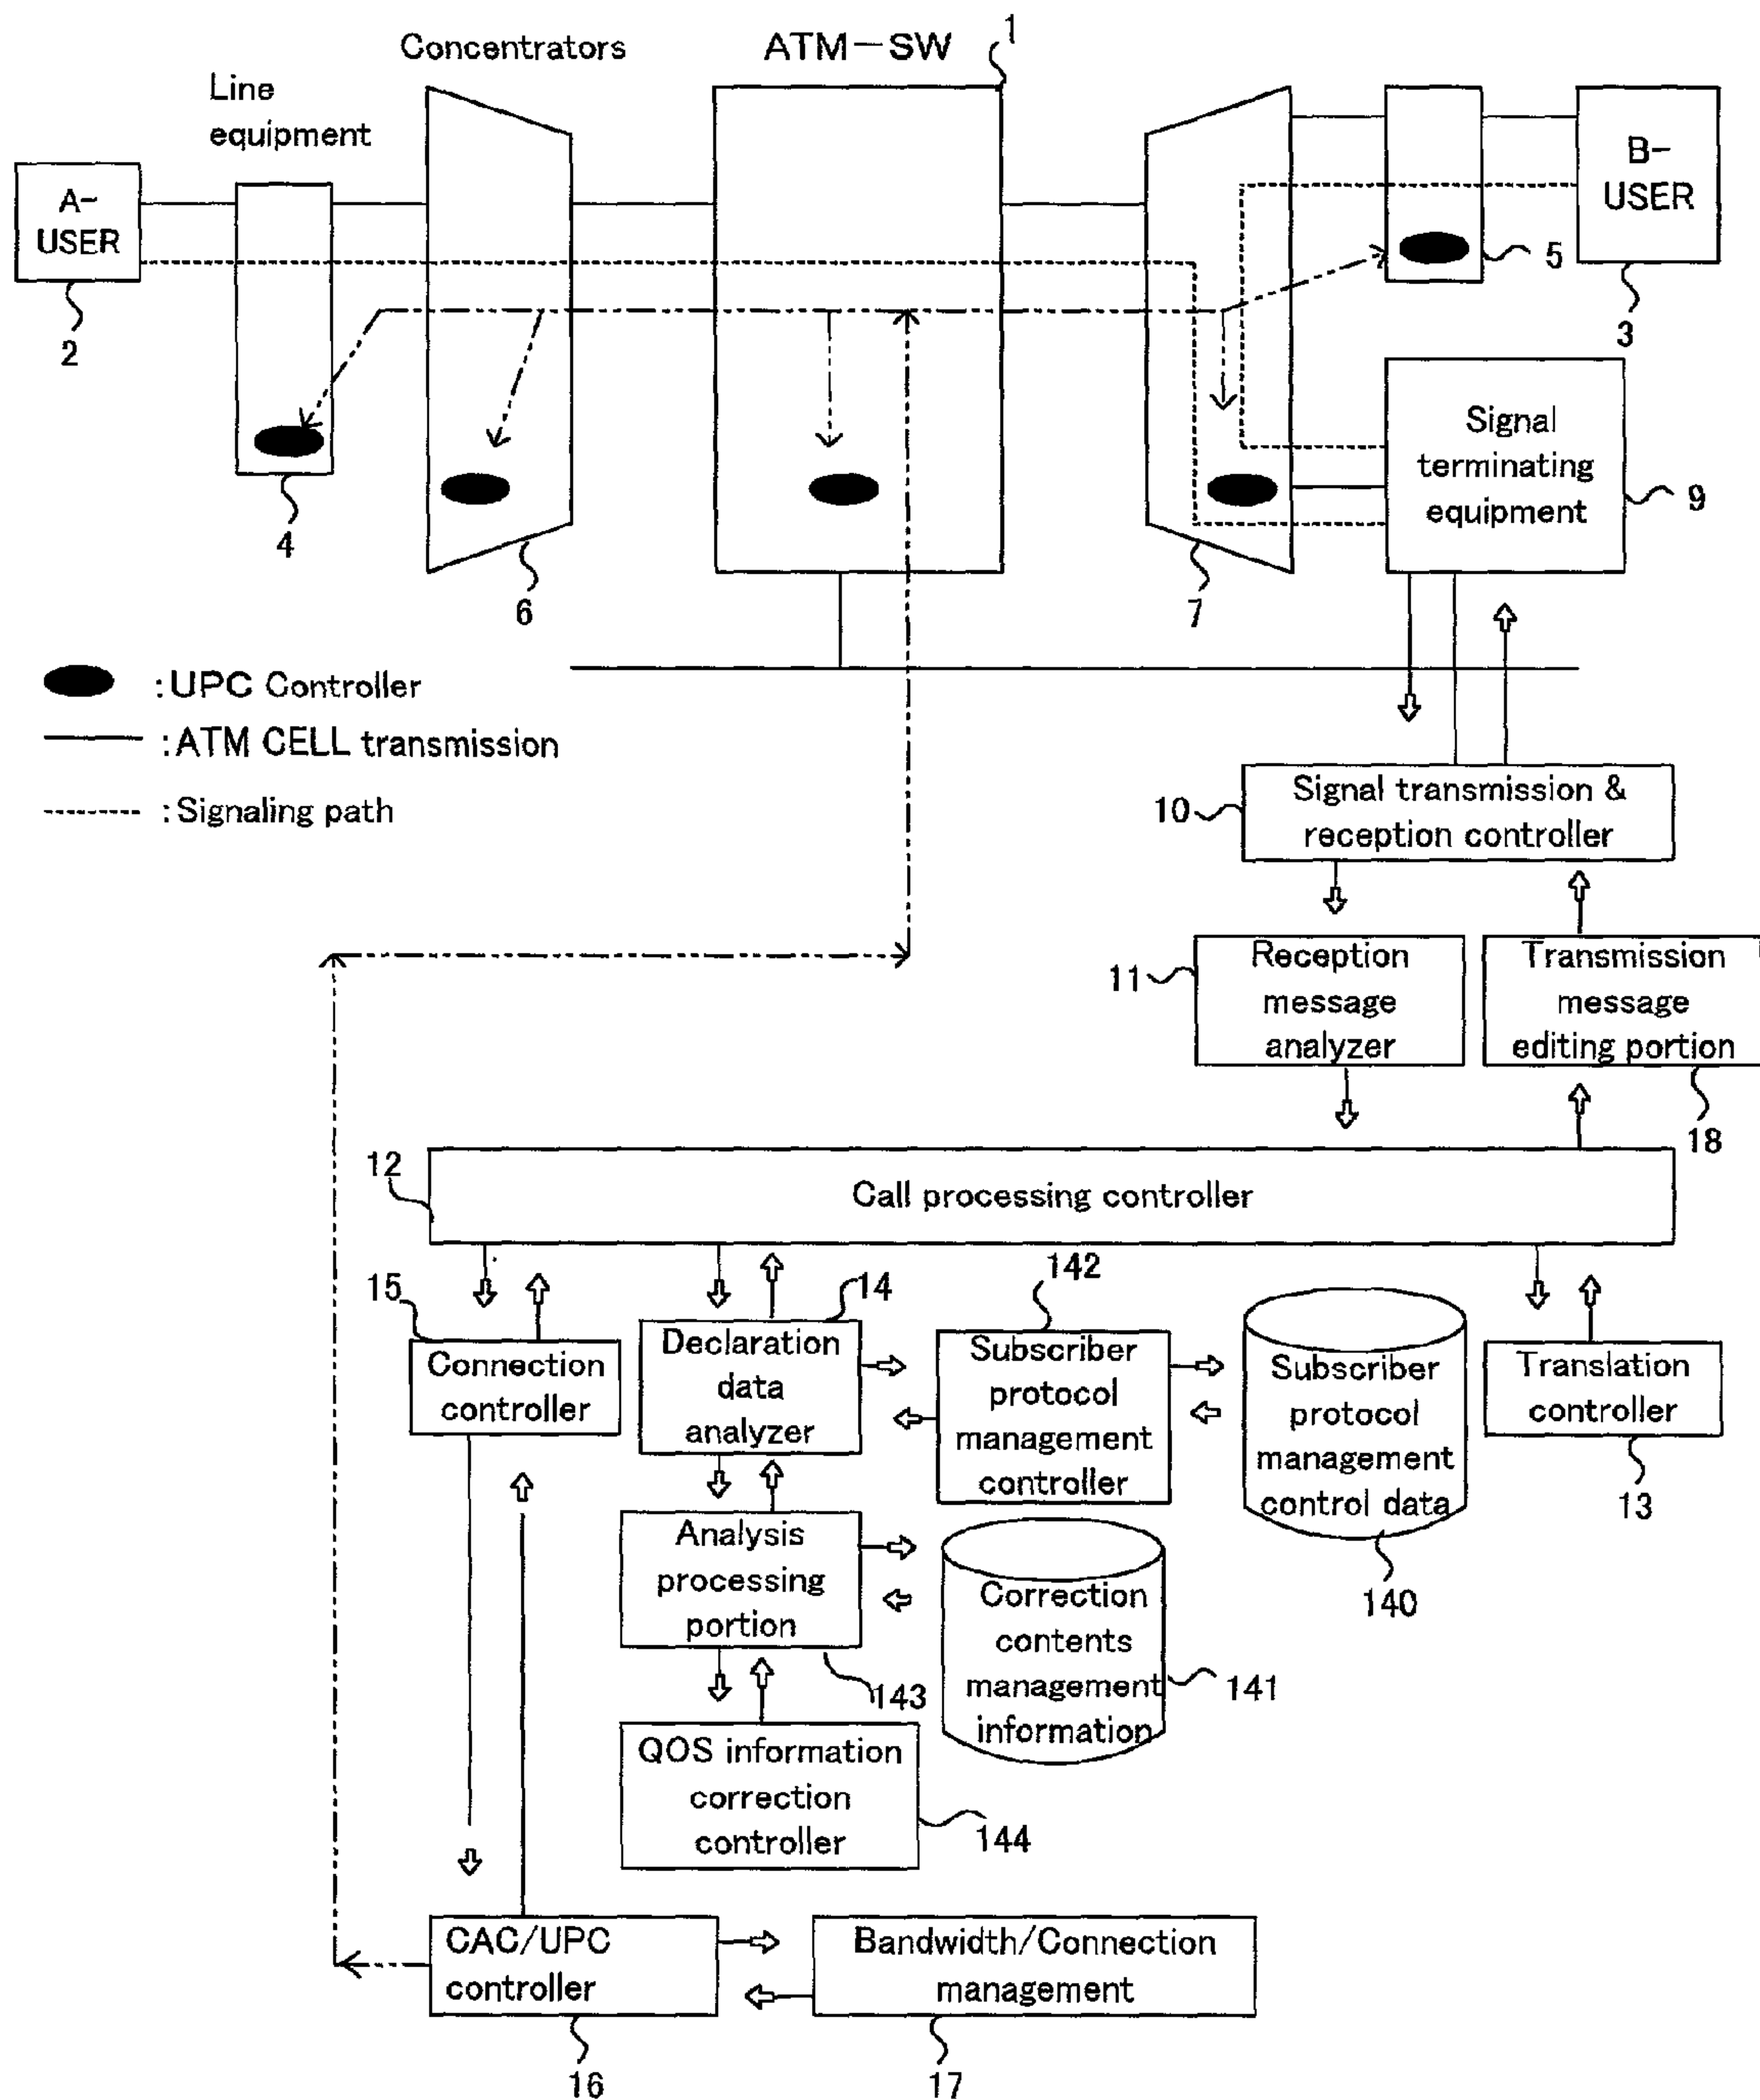 Concentrators
ATM-SW
1
Line
equipment
A-
USER
2
B-
USER
3
4
5
6
7
Signal
terminating
equipment
9
:UPC Controller
:ATM CELL transmission
:Signaling path
10
Signal transmission &
reception controller
11
Reception
message
analyzer
Transmission
message
editing portion
18
12
Call processing controller
15
Connection
controller
14
Declaration
data
analyzer
142
Subscriber
protocol
management
controller
Subscriber
protocol
management
control data
140
Translation
controller
13
Analysis
processing
portion
143
Correction
contents
management
information
141
QOS information
correction
controller
144
CAC/UPC
controller
16
Bandwidth/Connection
management
17